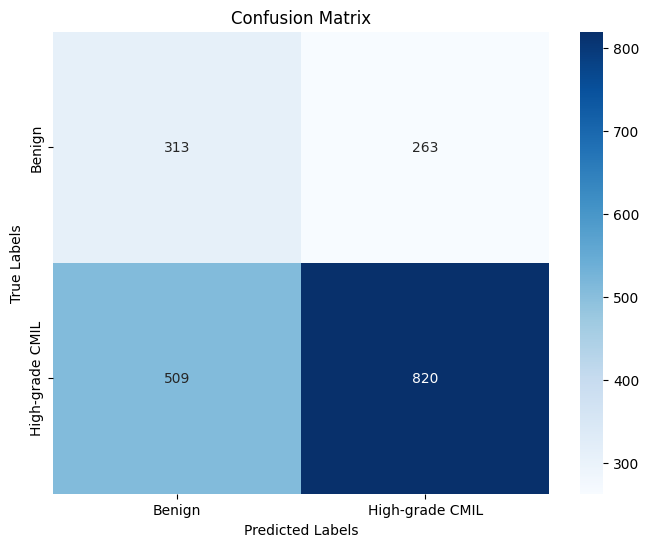 Confusion Matrix
True Labels
Benign
High-grade CMIL
313
263
509
820
Benign
High-grade CMIL
Predicted Labels
800
700
600
500
400
300